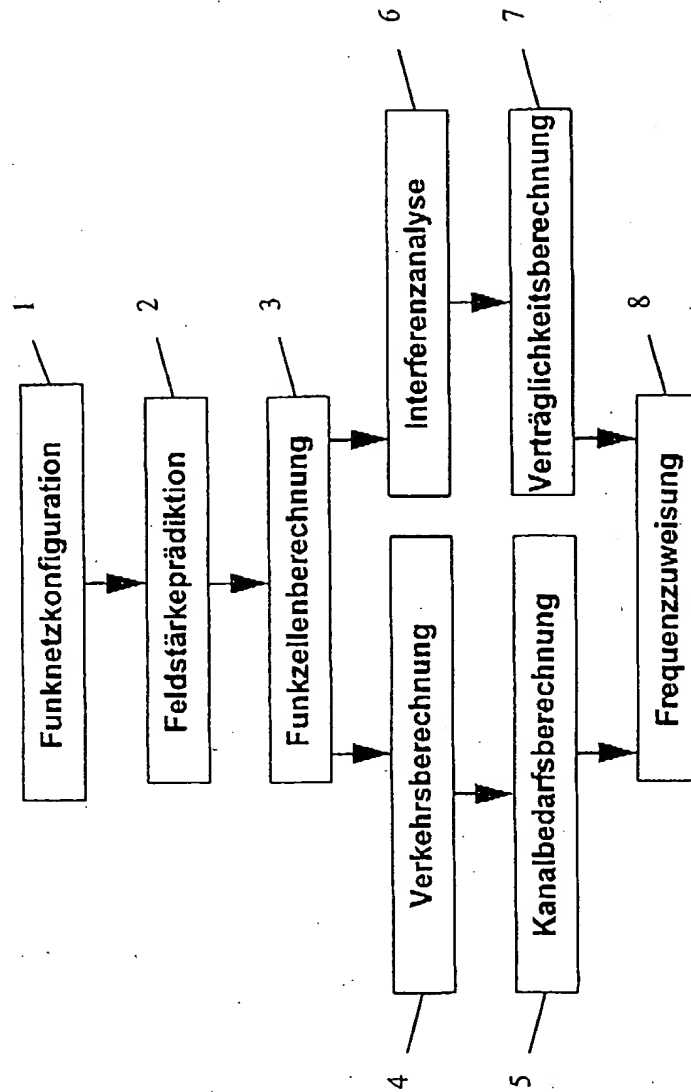 Funknetzkonfiguration
1
Feldstärkeprädiktion
2
Funkzellenberechnung
3
Verkehrsberechnung
4
Kanalbedarfsberechnung
5
Interferenzanalyse
6
Verträglichkeitsberechnung
7
Frequenzzuweisung
8